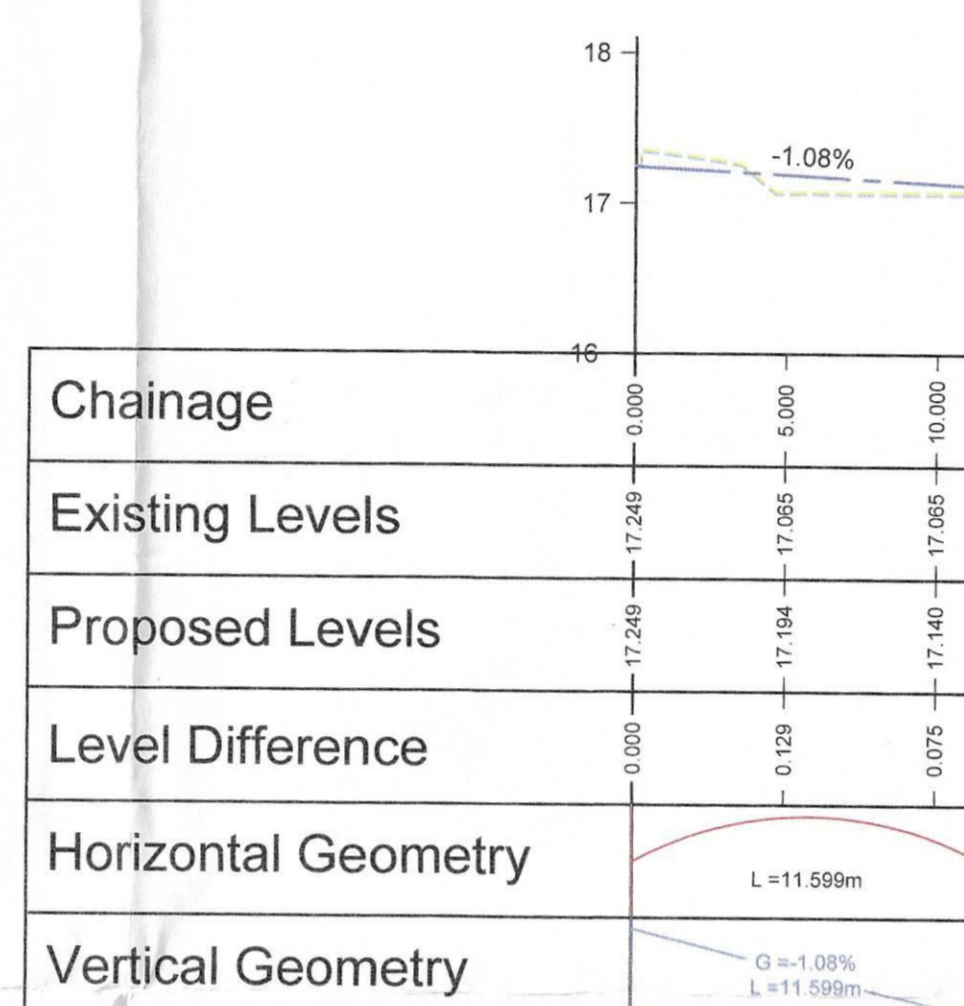 18
-1.08%
17
16
Chainage 0.000 5.000 10.000
Existing Levels 17.249 17.065 17.065
Proposed Levels 17.249 17.194 17.140
Level Difference 0.000 0.129 0.075
Horizontal Geometry L =11.599m
Vertical Geometry G =-1.08%
L =11.599m